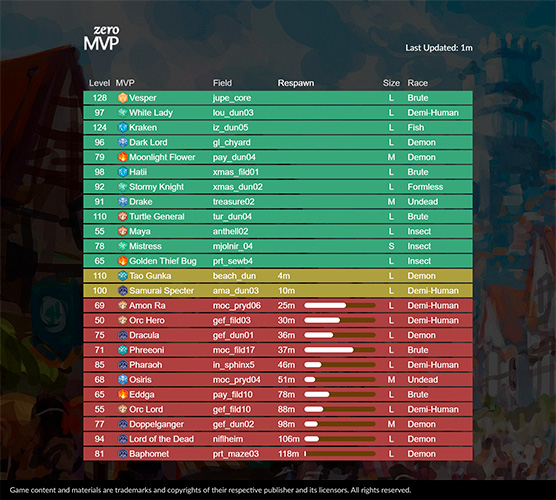 zero
MVP
Last Updated: 1m
Level MVP Field Respawn Size Race
128 Vesper jupe_core L Brute
97 White Lady lou_dun03 L Demi-Human
124 Kraken iz_dun05 L Fish
96 Dark Lord gl_chyard L Demon
79 Moonlight Flower pay_dun04 M Demon
98 Hatii xmas_fild01 L Brute
92 Stormy Knight xmas_dun02 L Formless
91 Drake treasure02 M Undead
110 Turtle General tur_dun04 L Brute
55 Maya anthell02 L Insect
78 Mistress mjolnir_04 S Insect
65 Golden Thief Bug prt_sewb4 L Insect
110 Tao Gunka beach_dun 4m L Demon
100 Samurai Specter ama_dun03 10m L Demi-Human
69 Amon Ra moc_pryd06 25m L Demi-Human
50 Orc Hero gef_fild03 30m L Demi-Human
75 Dracula gef_dun01 36m L Demon
71 Phreeoni moc_fild17 37m L Brute
85 Pharaoh in_sphinx5 46m L Demi-Human
68 Osiris moc_pryd04 51m M Undead
65 Eddga pay_fild10 78m L Brute
55 Orc Lord gef_fild10 88m L Demi-Human
77 Doppelganger gef_dun02 98m M Demon
94 Lord of the Dead niflheim 106m L Demon
81 Baphomet prt_maze03 118m L Demon
Game content and materials are trademarks and copyrights of their respective publisher and its licensors. All rights reserved.